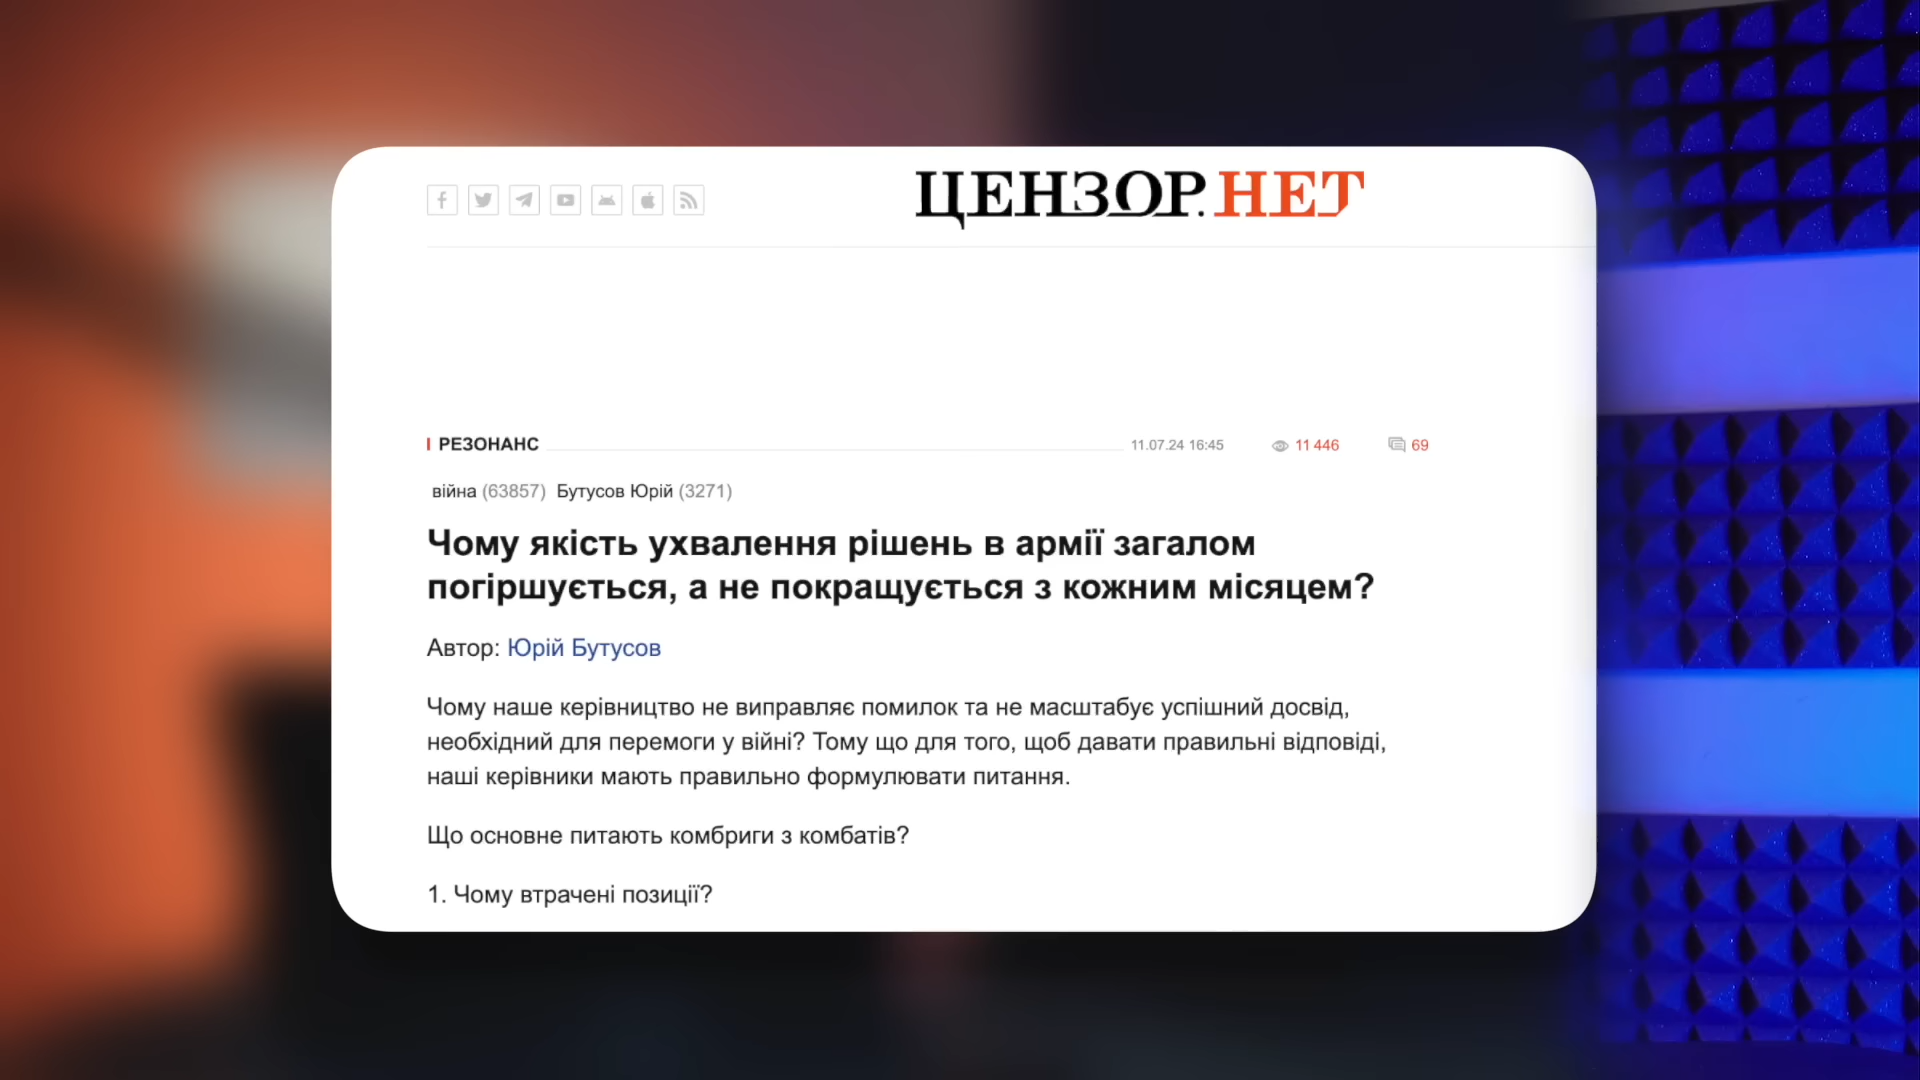 ЦЕНЗОР.НЕТ
РЕЗОНАНС 11.07.24 16:45 11 446 69
війна (63857) Бутусов Юрій (3271)
Чому якість ухвалення рішень в армії загалом
погіршується, а не покращується з кожним місяцем?
Автор: Юрій Бутусов
Чому наше керівництво не виправляє помилок та не масштабує успішний досвід,
необхідний для перемоги у війні? Тому що для того, щоб давати правильні відповіді,
наші керівники мають правильно формулювати питання.
Що основне питають комбриги з комбатів?
1. Чому втрачені позиції?